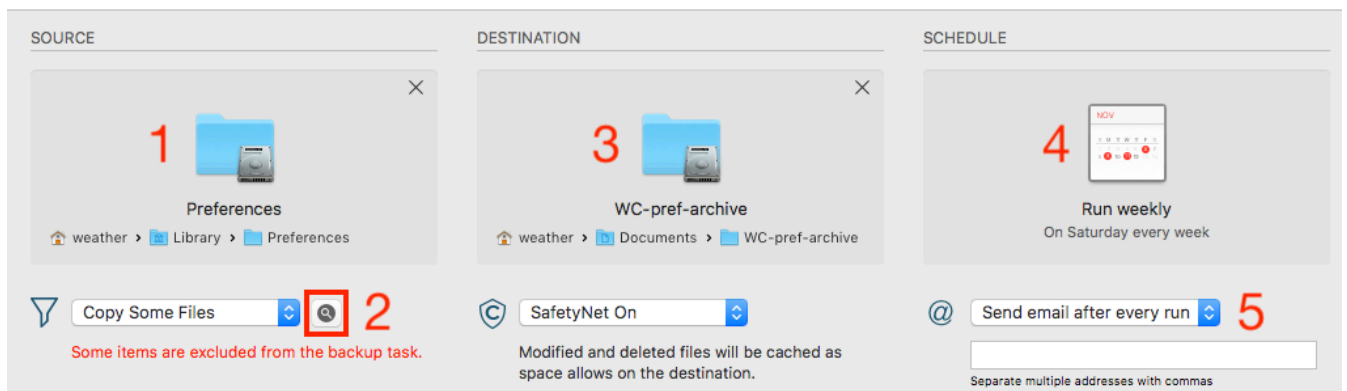 SOURCE
DESTINATION
SCHEDULE
1
Preferences
weather > Library > Preferences
3
WC-pref-archive
weather > Documents > WC-pref-archive
NOV
4
Run weekly
On Saturday every week
Copy Some Files
2
Some items are excluded from the backup task.
SafetyNet On
Modified and deleted files will be cached as
space allows on the destination.
@
Send email after every run
5
Separate multiple addresses with commas